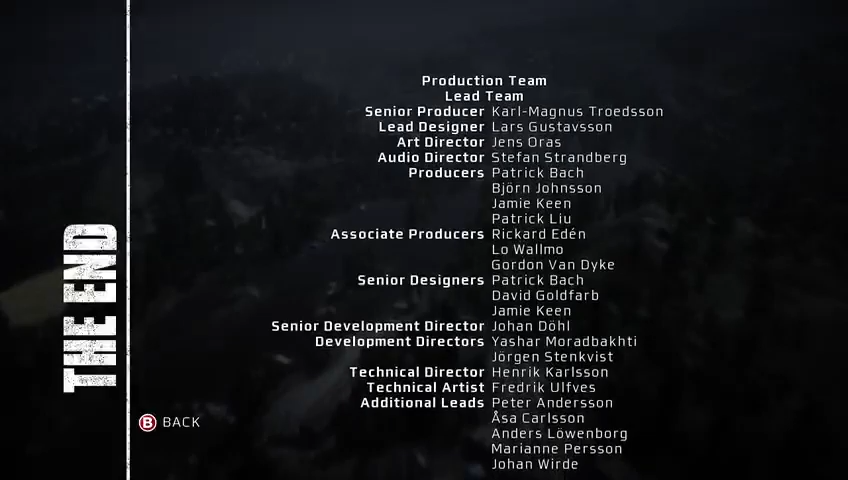 Production Team
Lead Team
Senior Producer Karl-Magnus Troedsson
Lead Designer Lars Gustavsson
Art Director Jens Oras
Audio Director Stefan Strandberg
Producers Patrick Bach
Björn Johnsson
Jamie Keen
Patrick Liu
Associate Producers Rickard Edén
Lo Wallmo
Gordon Van Dyke
Senior Designers Patrick Bach
David Goldfarb
Jamie Keen
Senior Development Director Johan Döhl
Development Directors Yashar Moradbakhti
Jörgen Stenkvist
Technical Director Henrik Karlsson
Technical Artist Fredrik Ulfves
Additional Leads Peter Andersson
Åsa Carlsson
Anders Löwenborg
Marianne Persson
Johan Wirde
THE END
B BACK